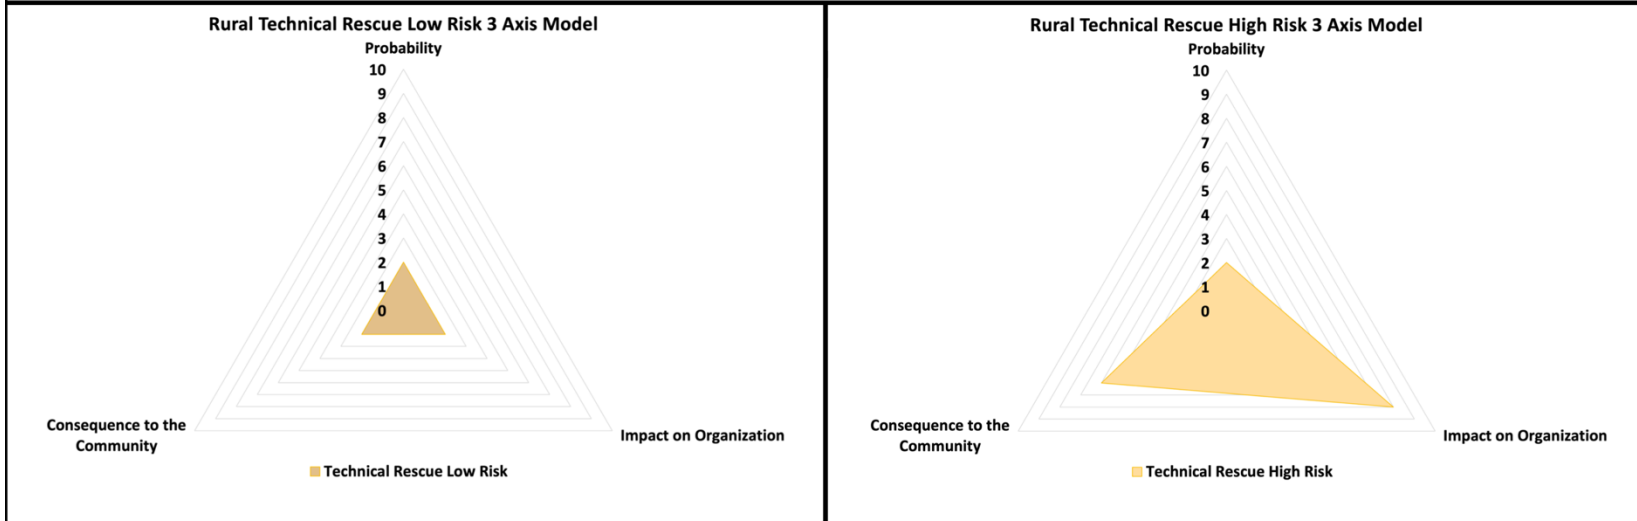 Rural Technical Rescue Low Risk 3 Axis Model
Probability
10
9
8
7
6
5
4
3
2
1
0
Consequence to the
Community
Impact on Organization
Technical Rescue Low Risk
Rural Technical Rescue High Risk 3 Axis Model
Probability
10
9
8
7
6
5
4
3
2
1
0
Consequence to the
Community
Impact on Organization
Technical Rescue High Risk